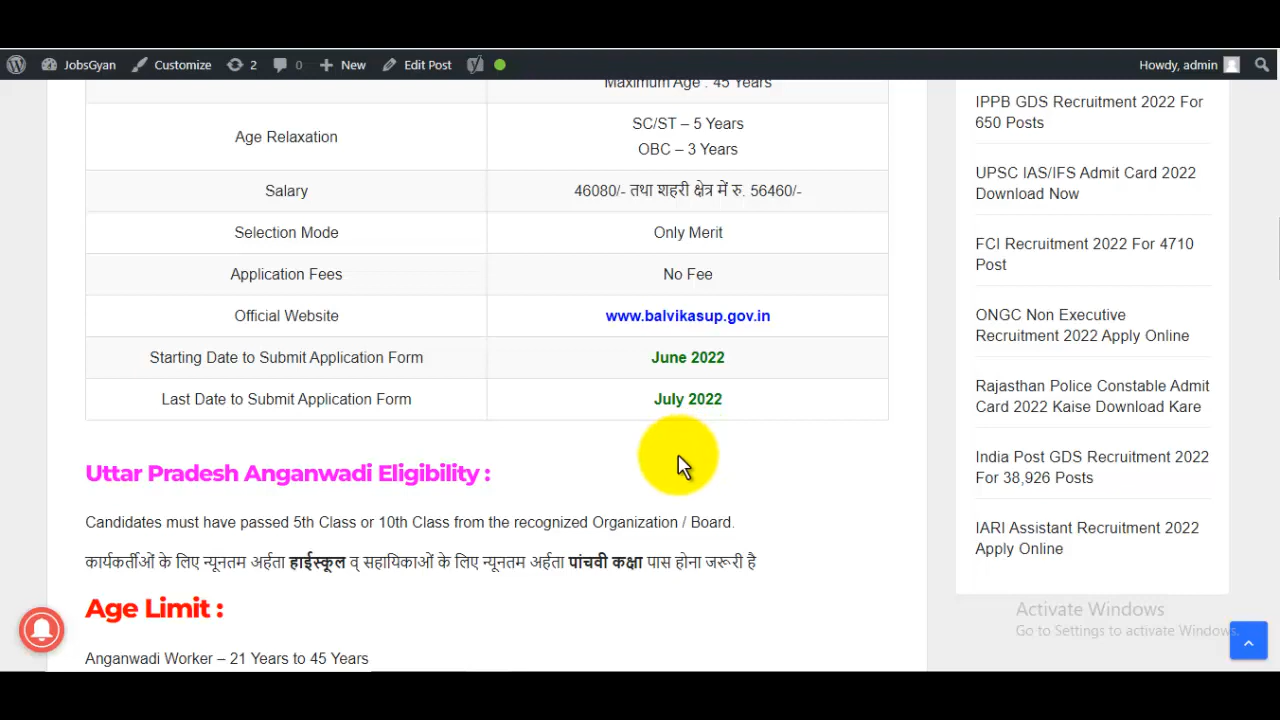 JobsGyan Customize 2 0 New Edit Post Howdy, admin
Maximum Age : 45 Years
Age Relaxation
SC/ST – 5 Years
OBC – 3 Years
Salary 46080/- तथा शहरी क्षेत्र में रु. 56460/-
Selection Mode Only Merit
Application Fees No Fee
Official Website www.balvikasup.gov.in
Starting Date to Submit Application Form June 2022
Last Date to Submit Application Form July 2022
Uttar Pradesh Anganwadi Eligibility :
Candidates must have passed 5th Class or 10th Class from the recognized Organization / Board.
कार्यकर्तीओं के लिए न्यूनतम अर्हता हाईस्कूल व् सहायिकाओं के लिए न्यूनतम अर्हता पांचवी कक्षा पास होना जरूरी है
Age Limit :
Anganwadi Worker – 21 Years to 45 Years
IPPB GDS Recruitment 2022 For
650 Posts
UPSC IAS/IFS Admit Card 2022
Download Now
FCI Recruitment 2022 For 4710
Post
ONGC Non Executive
Recruitment 2022 Apply Online
Rajasthan Police Constable Admit
Card 2022 Kaise Download Kare
India Post GDS Recruitment 2022
For 38,926 Posts
IARI Assistant Recruitment 2022
Apply Online
Activate Windows
Go to Settings to activate Windows.